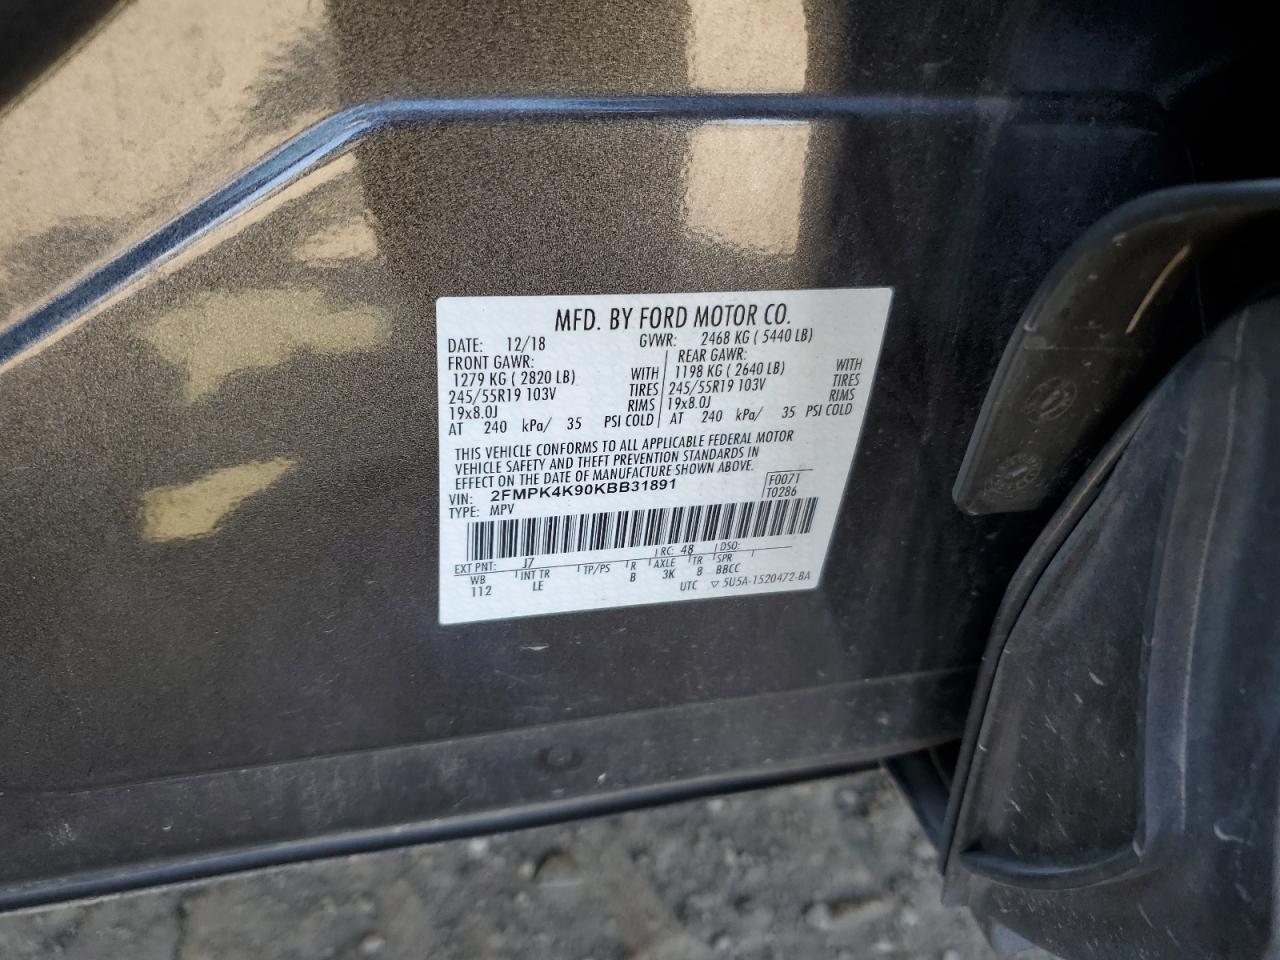 MFD. BY FORD MOTOR CO.
DATE: 12/18 GVWR: 2468 KG ( 5440 LB)
FRONT GAWR: REAR GAWR:
1279 KG ( 2820 LB) WITH 1198 KG ( 2640 LB) WITH
245/55R19 103V TIRES 245/55R19 103V TIRES
19x8.0J RIMS 19x8.0J RIMS
AT 240 kPa/ 35 PSI COLD AT 240 kPa/ 35 PSI COLD
THIS VEHICLE CONFORMS TO ALL APPLICABLE FEDERAL MOTOR
VEHICLE SAFETY AND THEFT PREVENTION STANDARDS IN
EFFECT ON THE DATE OF MANUFACTURE SHOWN ABOVE.
VIN: 2FMPK4K90KBB31891 F0071
TYPE: MPV T0286
EXT PNT: J7 RC: 48 DSO:
WB INT TR TP/PS R AXLE TR SPR
112 LE B 3K 8 BBCC
UTC ▽ 5U5A-1520472-BA